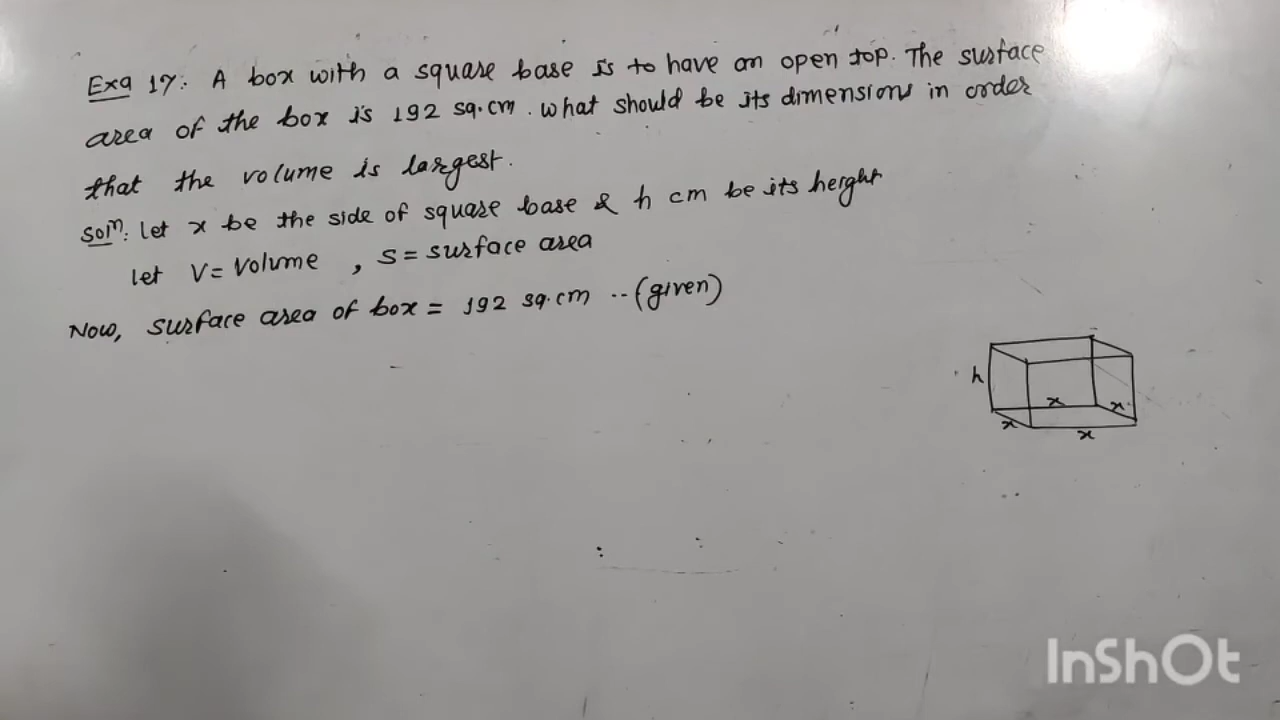 Exa 17: A box with a square base is to have an open top. The surface
area of the box is 192 sq.cm. what should be its dimensions in order
that the volume is largest.
Solⁿ: Let x be the side of square base & h cm be its height
let V = volume , S = surface area
Now, surface area of box = 192 sq.cm ..(given)
h
x
x
x
x
InShOt